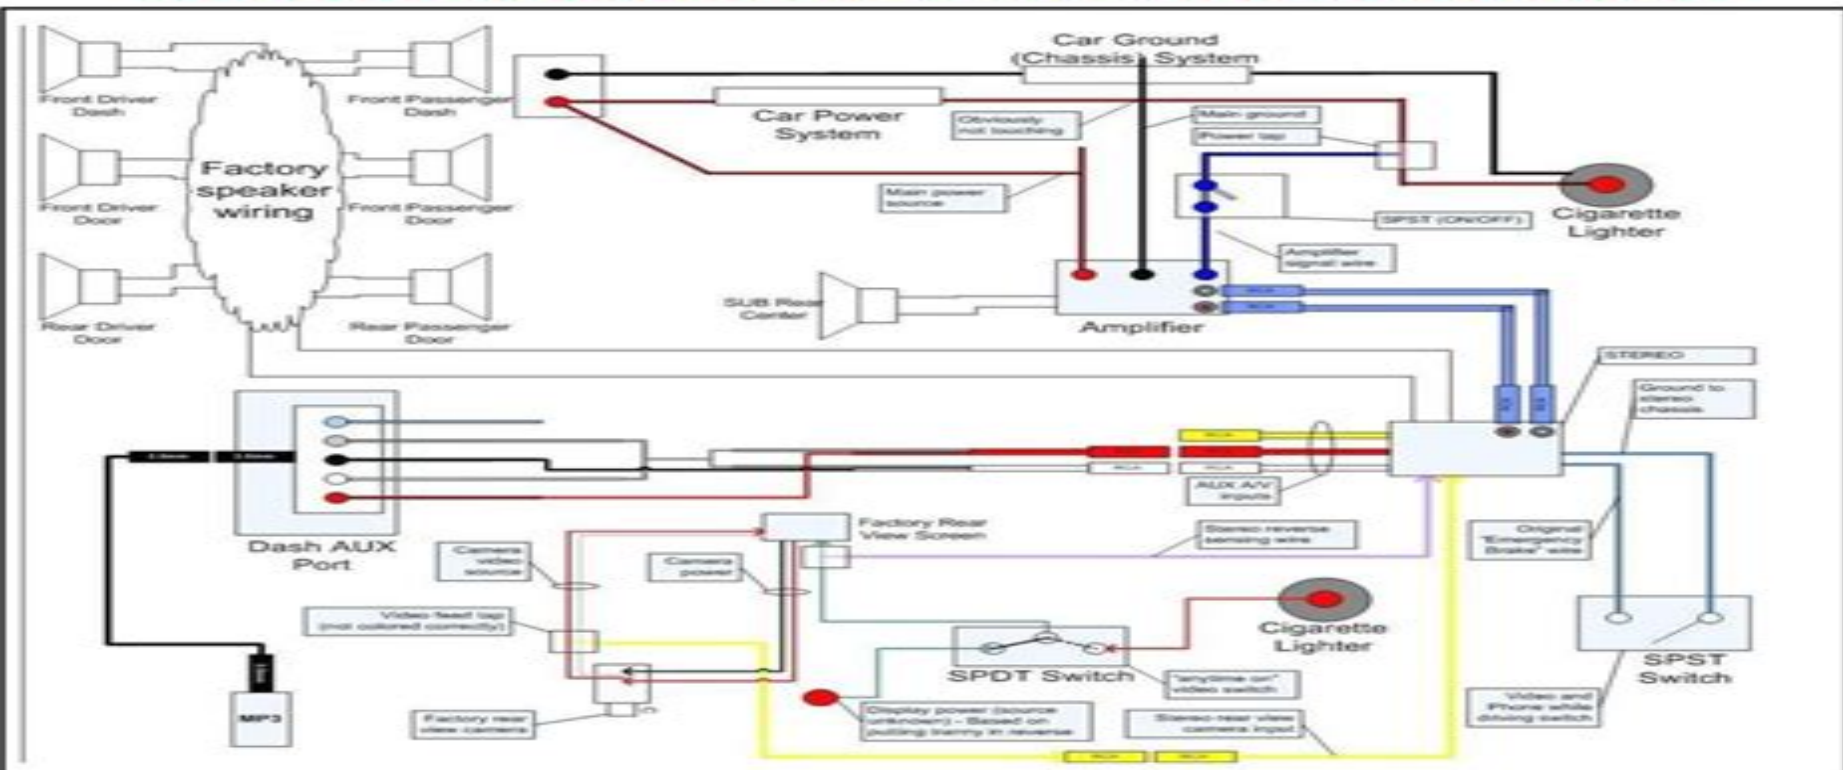 Car Ground
(Chassis) System
Front Driver
Dash
Front Passenger
Dash
Car Power
System
Obviously
not touching
Main ground
Power tap
Factory
speaker
wiring
Main power
source
Front Driver
Door
Front Passenger
Door
SPST (ON/OFF)
Cigarette
Lighter
Amplifier
signal wire
SUB Rear
Center
Amplifier
Rear Driver
Door
Rear Passenger
Door
STEREO
Ground to
stereo
chassis
RCA
RCA
RCA
AUX A/V
inputs
Dash AUX
Port
Factory Rear
View Screen
Stereo reverse
sensing wire
Original
"Emergency
Brake" wire
Camera
video
source
Camera
power
Video feed tap
(not colored correctly)
Cigarette
Lighter
SPDT Switch
"anytime on"
video switch
SPST
Switch
MP3
Factory rear
view camera
Display power (source
unknown) - Based on
putting tranny in reverse
Stereo rear view
camera input
Video and
Phone while
driving switch
RCA
RCA